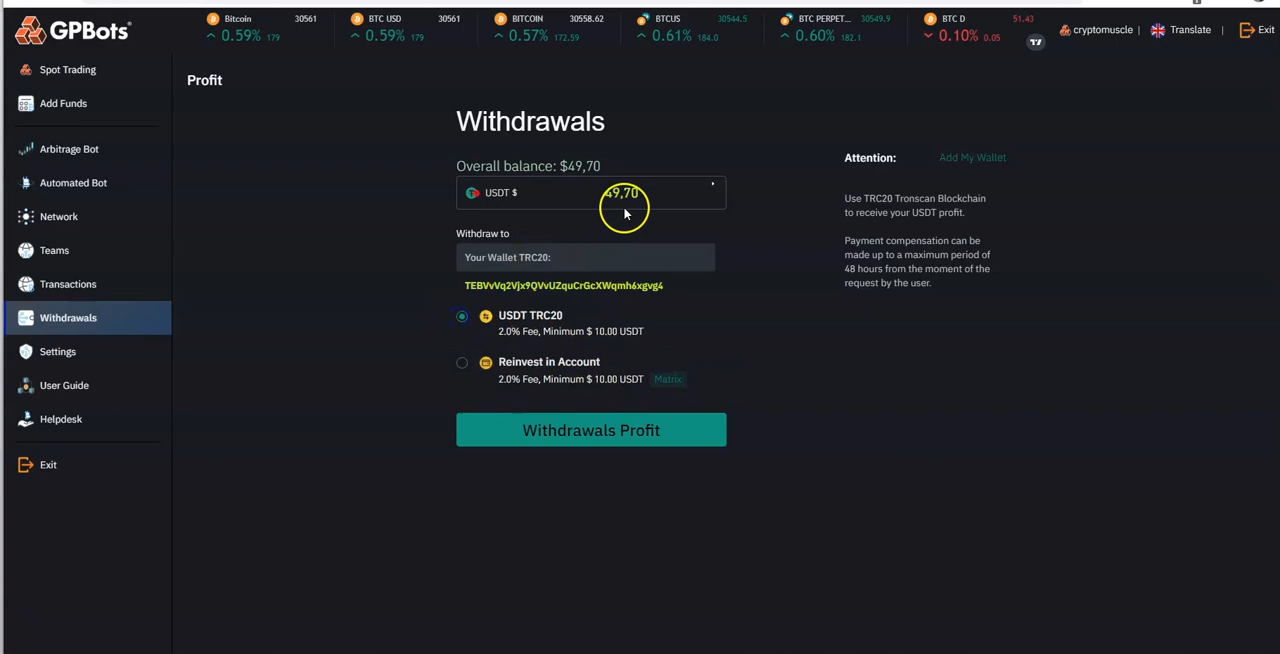 GPBots
Bitcoin 30561
0.59% 179
BTC USD 30561
0.59% 179
BITCOIN 30558.62
0.57% 172.59
BTCUS 30544.5
0.61% 184.0
BTC PERPET... 30549.9
0.60% 182.1
BTC D 51.43
0.10% 0.05
cryptomuscle |
Translate |
Exit
Spot Trading
Add Funds
Arbitrage Bot
Automated Bot
Network
Teams
Transactions
Withdrawals
Settings
User Guide
Helpdesk
Exit
Profit
Withdrawals
Overall balance: $49,70
USDT $ 49,70
Withdraw to
Your Wallet TRC20:
TEBVvVq2Vjx9QVvUZquCrGcXWqmh6xgvg4
USDT TRC20
2.0% Fee, Minimum $ 10.00 USDT
Reinvest in Account
2.0% Fee, Minimum $ 10.00 USDT Matrix
Withdrawals Profit
Attention: Add My Wallet
Use TRC20 Tronscan Blockchain
to receive your USDT profit.
Payment compensation can be
made up to a maximum period of
48 hours from the moment of the
request by the user.